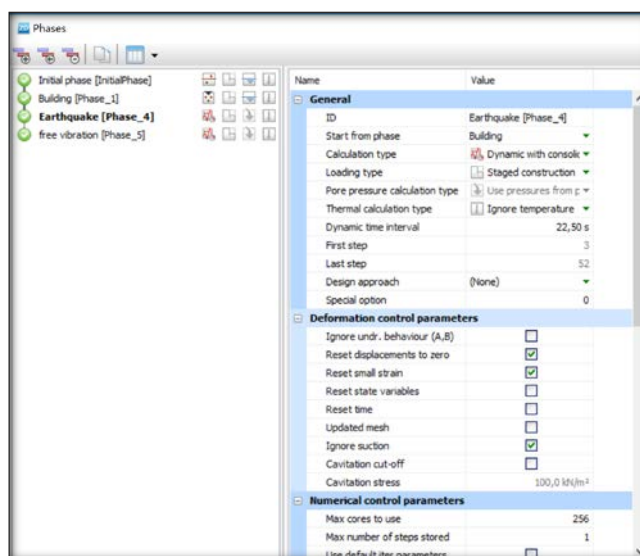 Phases
Initial phase [InitialPhase]
Building [Phase_1]
Earthquake [Phase_4]
free vibration [Phase_5]
Name Value
General
ID Earthquake [Phase_4]
Start from phase Building
Calculation type Dynamic with consolid
Loading type Staged construction
Pore pressure calculation type Use pressures from p
Thermal calculation type Ignore temperature
Dynamic time interval 22,50 s
First step 3
Last step 52
Design approach (None)
Special option 0
Deformation control parameters
Ignore undr. behaviour (A,B)
Reset displacements to zero
Reset small strain
Reset state variables
Reset time
Updated mesh
Ignore suction
Cavitation cut-off
Cavitation stress 100,0 kN/m²
Numerical control parameters
Max cores to use 256
Max number of steps stored 1
Use default iter parameters